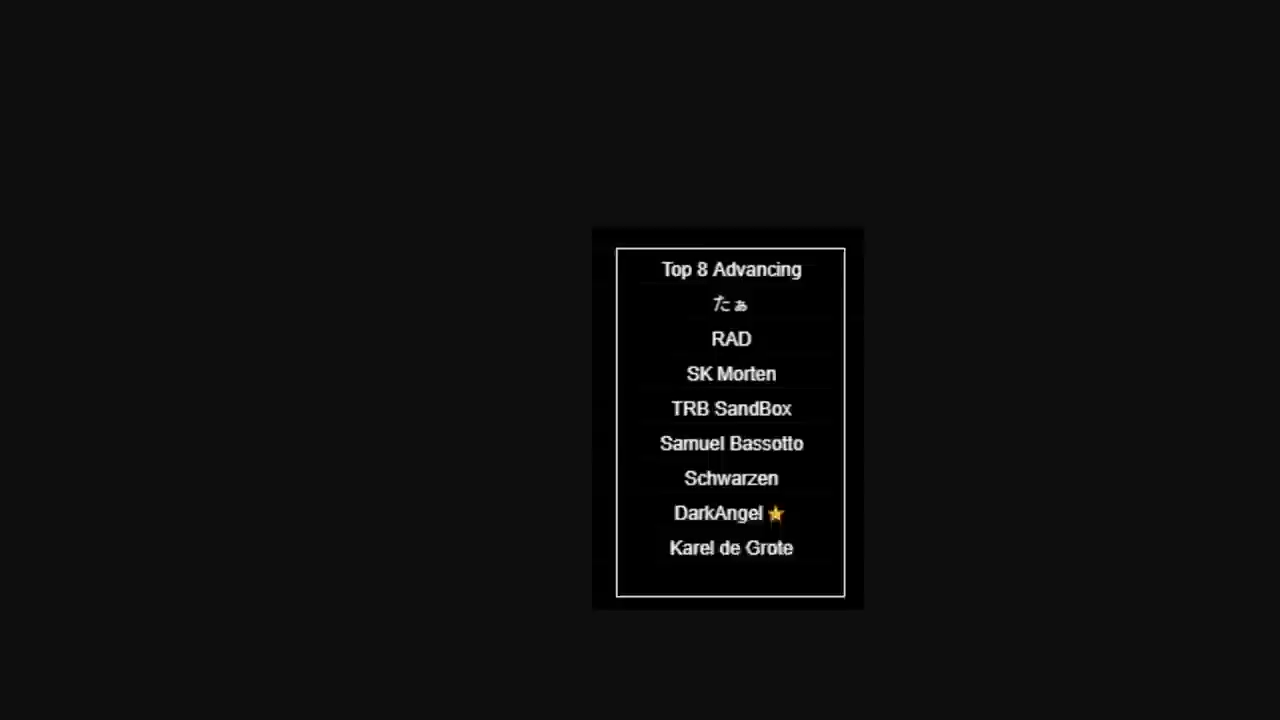 Top 8 Advancing
たぁ
RAD
SK Morten
TRB SandBox
Samuel Bassotto
Schwarzen
DarkAngel ⭐
Karel de Grote